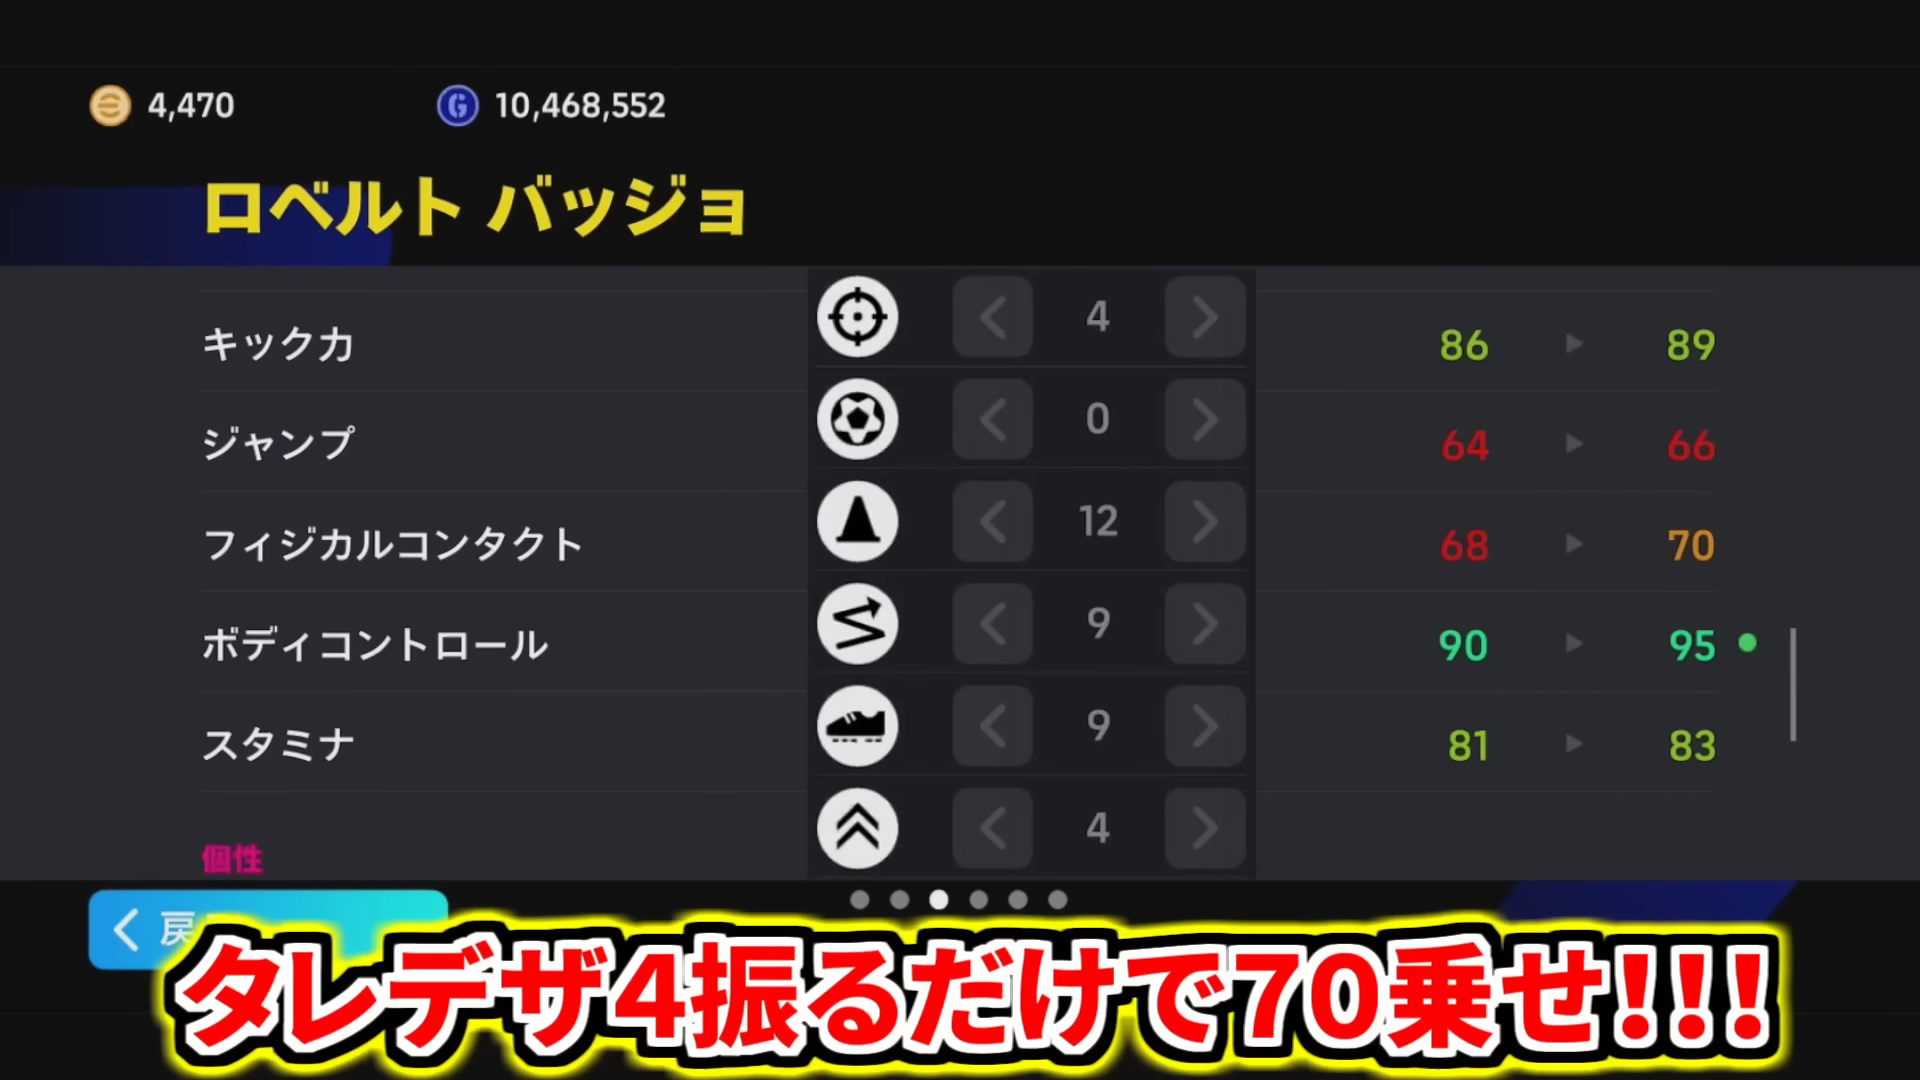 4,470 10,468,552
ロベルト バッジョ
4
キック力 86 89
0
ジャンプ 64 66
12
フィジカルコンタクト 68 70
9
ボディコントロール 90 95
9
スタミナ 81 83
4
個性
戻
タレデザ4振るだけで70乗せ!!!